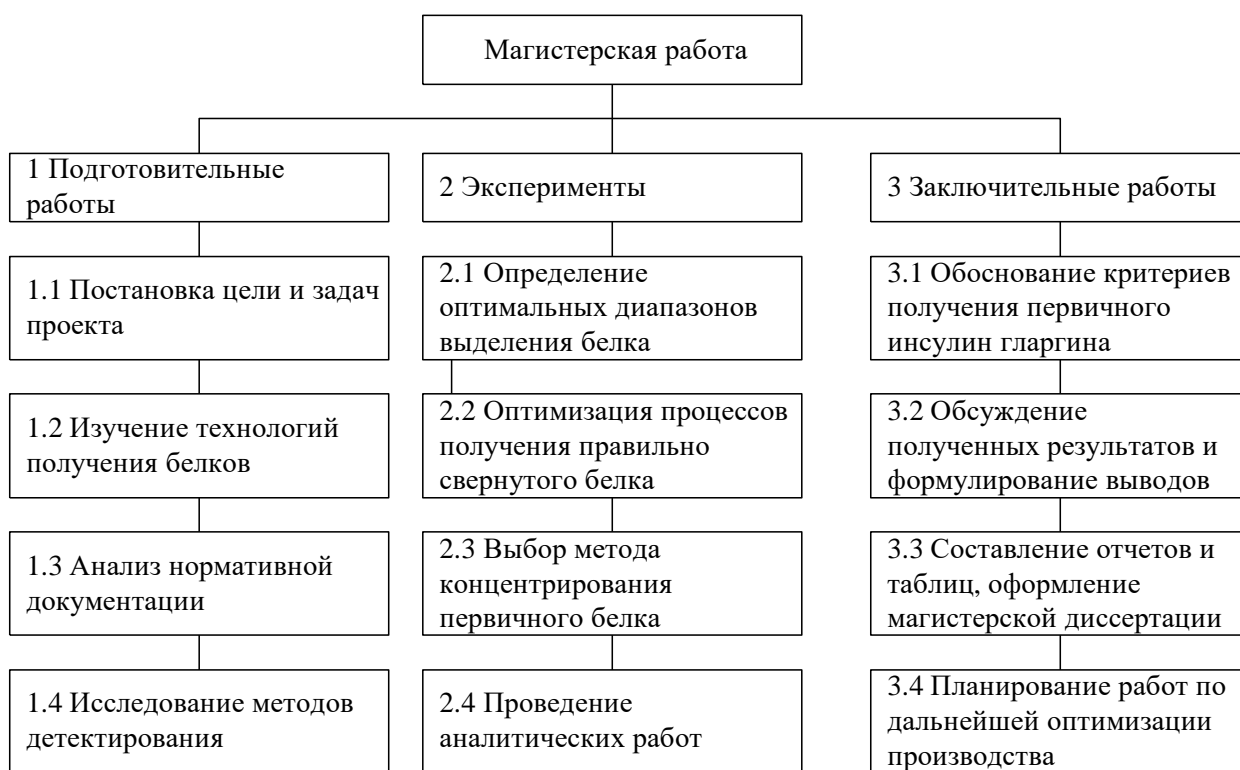 Магистерская работа
1 Подготовительные
работы
1.1 Постановка цели и задач
проекта
1.2 Изучение технологий
получения белков
1.3 Анализ нормативной
документации
1.4 Исследование методов
детектирования
2 Эксперименты
2.1 Определение
оптимальных диапазонов
выделения белка
2.2 Оптимизация процессов
получения правильно
свернутого белка
2.3 Выбор метода
концентрирования
первичного белка
2.4 Проведение
аналитических работ
3 Заключительные работы
3.1 Обоснование критериев
получения первичного
инсулин гларгина
3.2 Обсуждение
полученных результатов и
формулирование выводов
3.3 Составление отчетов и
таблиц, оформление
магистерской диссертации
3.4 Планирование работ по
дальнейшей оптимизации
производства